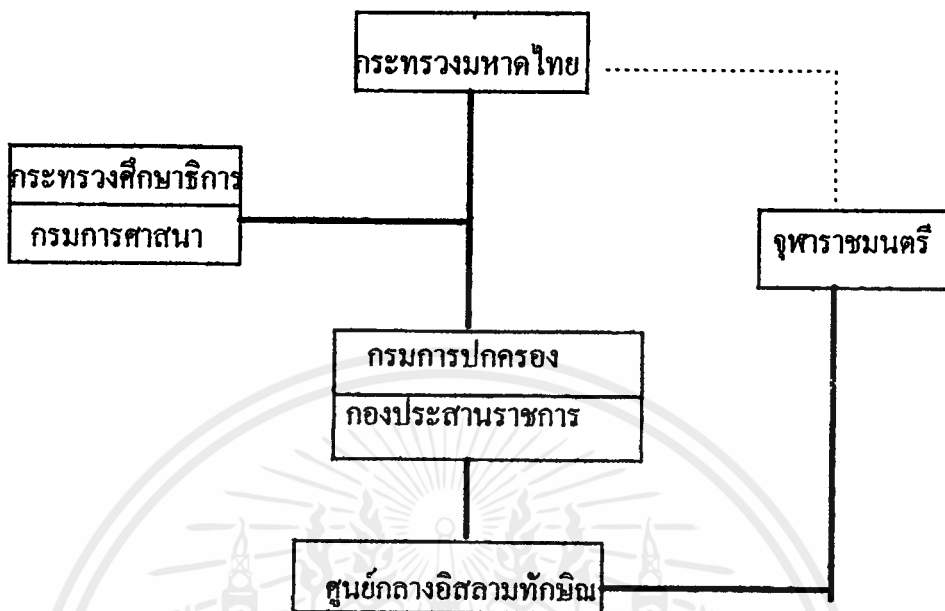 กระทรวงมหาดไทย
กระทรวงศึกษาธิการ
กรมการศาสนา
จุฬาราชมนตรี
กรมการปกครอง
กองประสานราชการ
ศูนย์กลางอิสลามทักษิณ